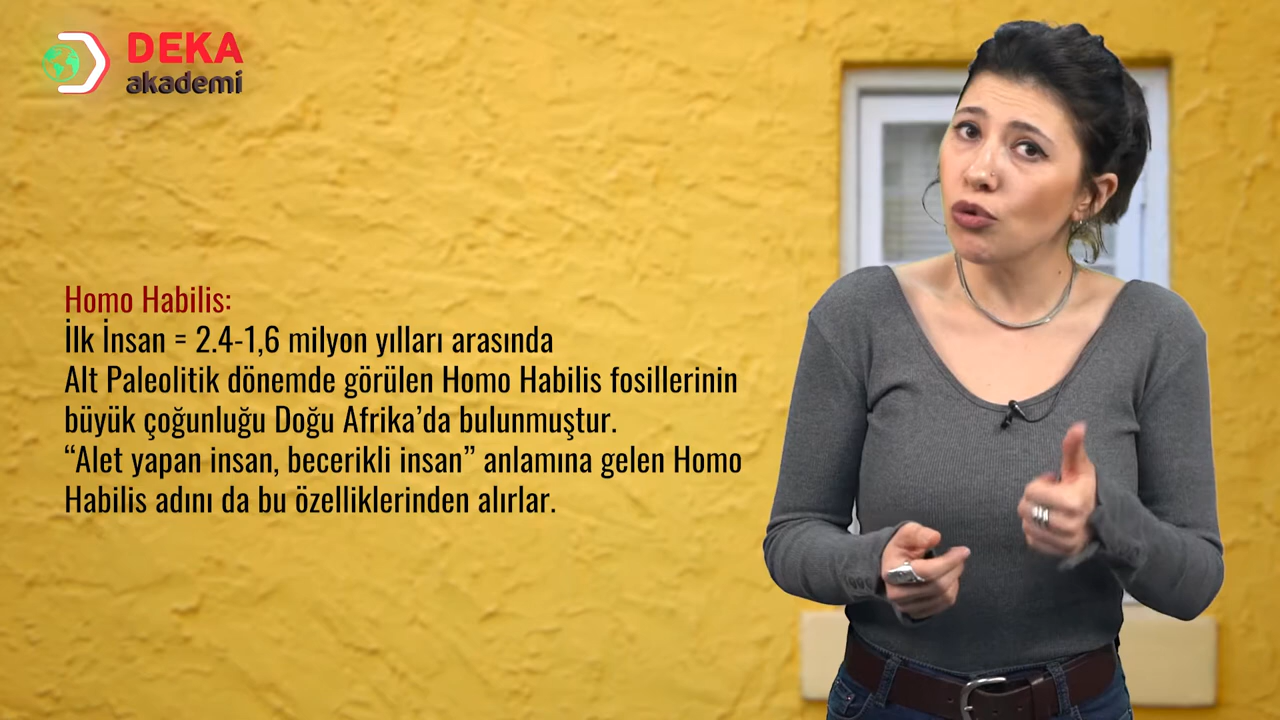 DEKA
akademi
Homo Habilis:
İlk İnsan = 2.4-1,6 milyon yılları arasında
Alt Paleolitik dönemde görülen Homo Habilis fosillerinin
büyük çoğunluğu Doğu Afrika’da bulunmuştur.
“Alet yapan insan, becerikli insan” anlamına gelen Homo
Habilis adını da bu özelliklerinden alırlar.